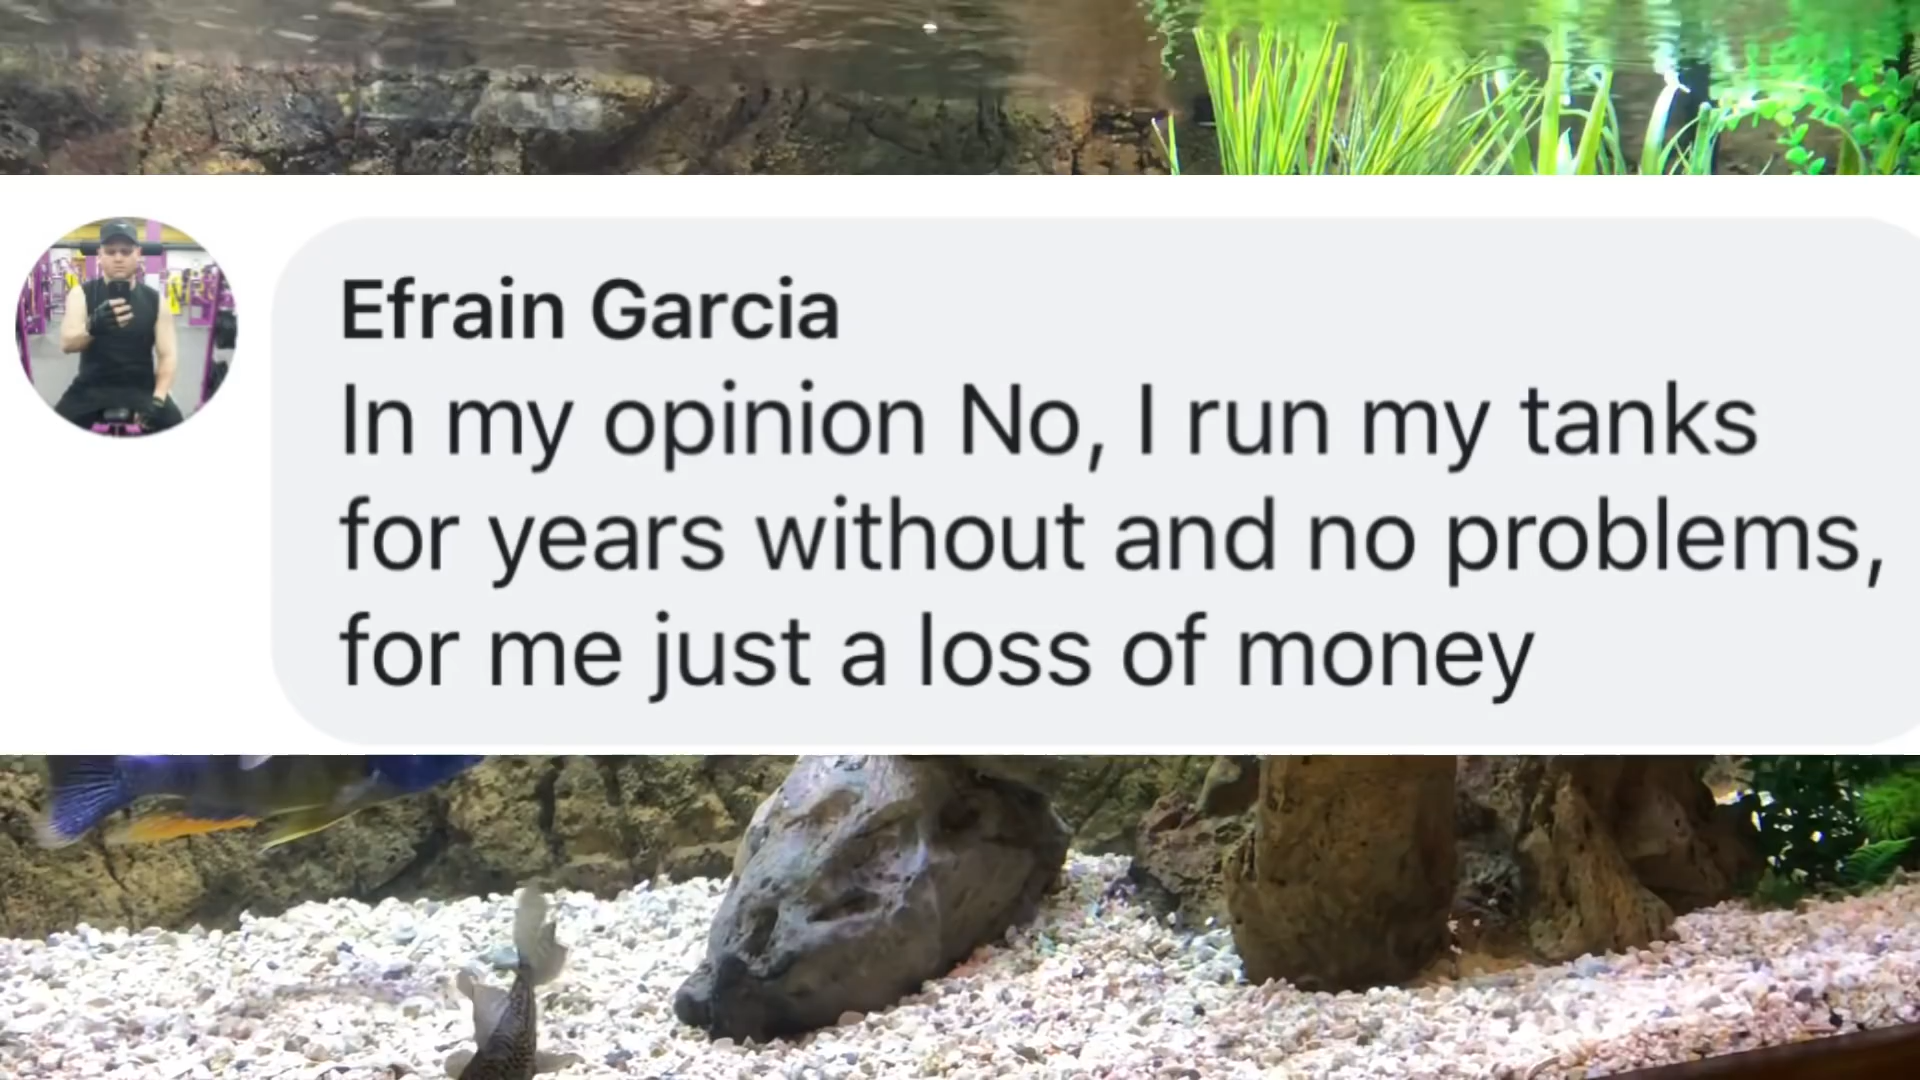 Efrain Garcia
In my opinion No, I run my tanks
for years without and no problems,
for me just a loss of money